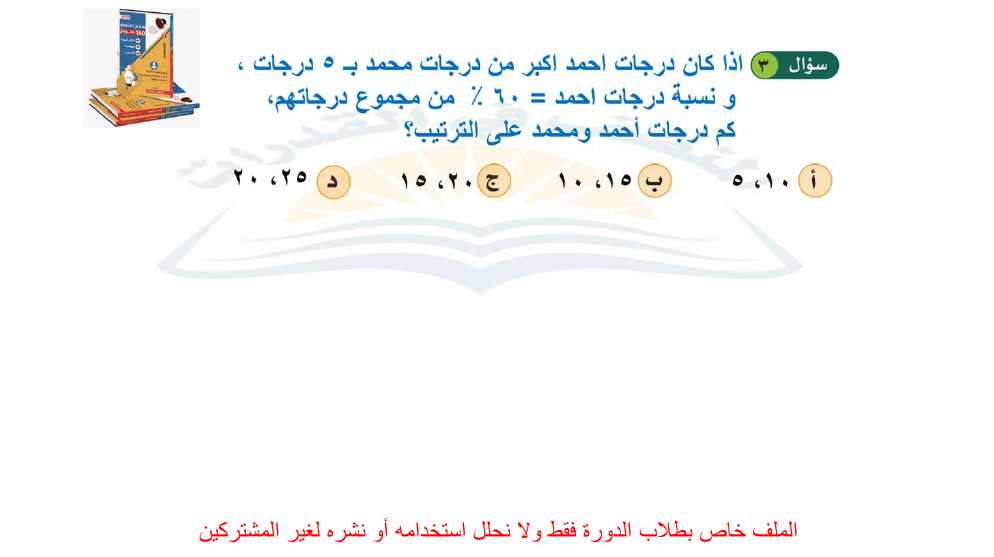 سؤال ٣ اذا كان درجات احمد اكبر من درجات محمد بـ ٥ درجات ،
و نسبة درجات احمد = ٦٠ ٪ من مجموع درجاتهم،
كم درجات أحمد ومحمد على الترتيب؟
أ ١٠، ٥ ب ١٥، ١٠ ج ٢٠، ١٥ د ٢٥، ٢٠
الملف خاص بطلاب الدورة فقط ولا نحلل استخدامه أو نشره لغير المشتركين